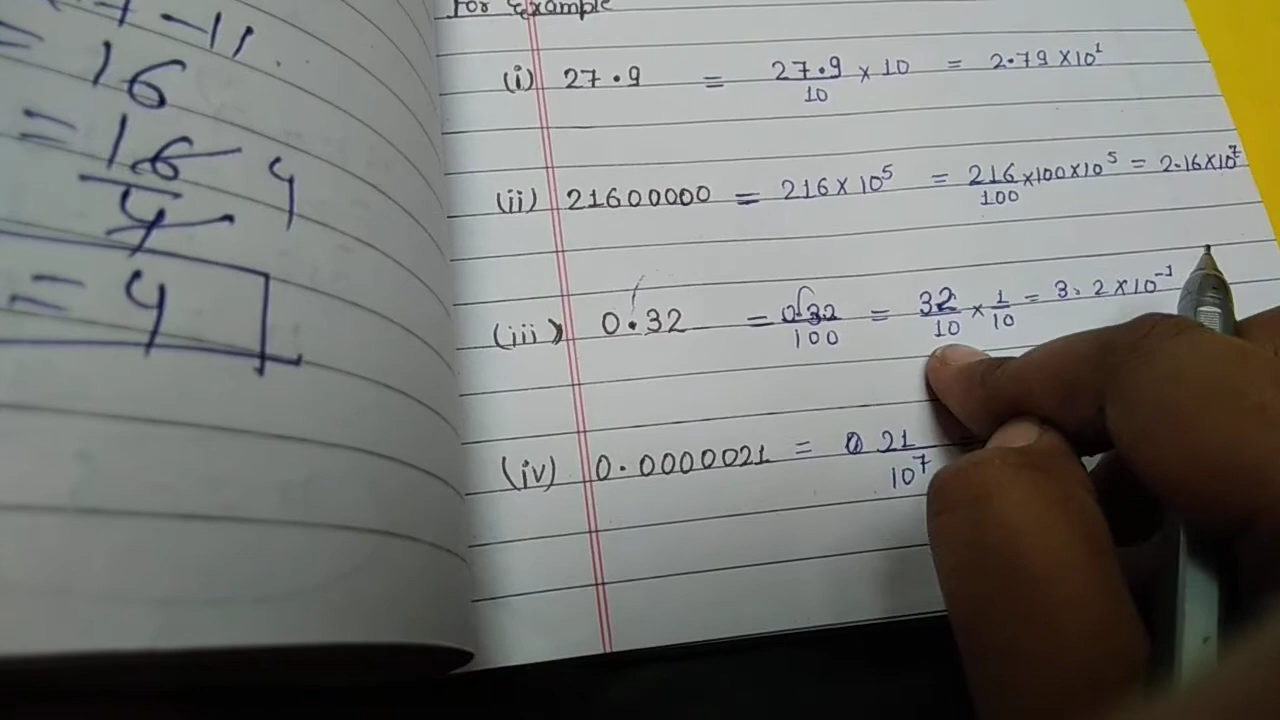 = 16
= 16/4 4
= 4
For Example
(i) 27.9 = 27.9/10 × 10 = 2.79 × 10¹
(ii) 21600000 = 216 × 10⁵ = 216/100 × 100 × 10⁵ = 2.16 × 10⁷
(iii) 0.32 = 032/100 = 32/10 × 1/10 = 3.2 × 10⁻¹
(iv) 0.0000021 = 0 21/10⁷